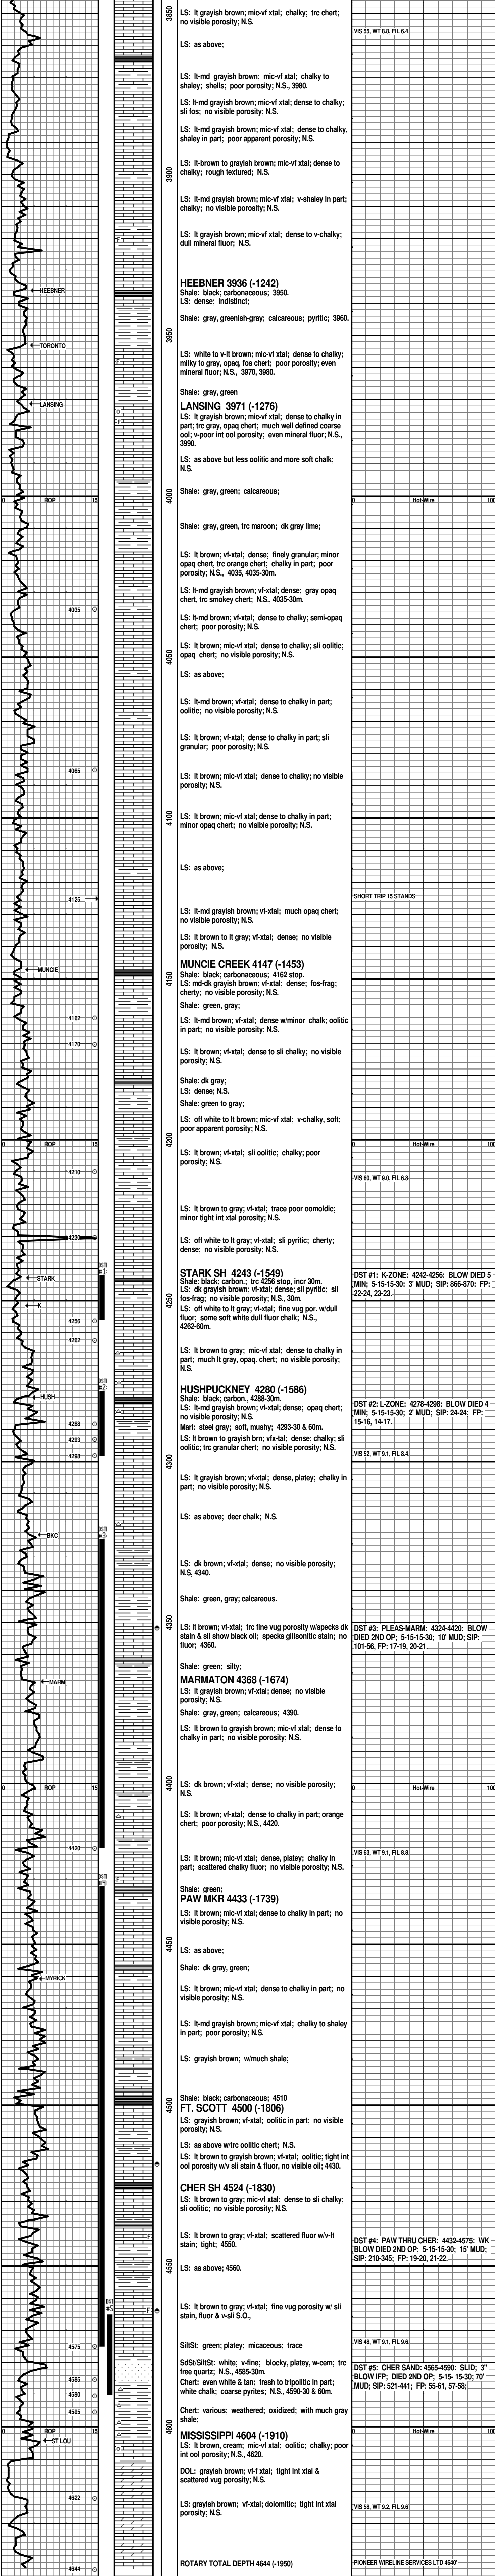 3850
LS: lt grayish brown; mic-vf xtal; chalky; trc chert;
no visible porosity; N.S.
VIS 55, WT 8.8, FIL 6.4
LS: as above;
LS: lt-md grayish brown; mic-vf xtal; chalky to
shaley; shells; poor porosity; N.S., 3980.
LS: lt-md grayish brown; mic-vf xtal; dense to chalky;
sli fos; no visible porosity; N.S.
LS: lt-md grayish brown; mic-vf xtal; dense to chalky,
shaley in part; poor apparent porosity; N.S.
3900
LS: lt-brown to grayish brown; mic-vf xtal; dense to
chalky; rough textured; N.S.
LS: lt-md grayish brown; mic-vf xtal; v-shaley in part;
chalky; no visible porosity; N.S.
LS: lt grayish brown; mic-vf xtal; dense to v-chalky;
dull mineral fluor; N.S.
HEEBNER 3936 (-1242)
HEEBNER
Shale: black; carbonaceous; 3950.
LS: dense; indistinct;
Shale: gray, greenish-gray; calcareous; pyritic; 3960.
3950
TORONTO
LS: white to v-lt brown; mic-vf xtal; dense to chalky;
milky to gray, opaq, fos chert; poor porosity; even
mineral fluor; N.S., 3970, 3980.
Shale: gray, green
LANSING
LANSING 3971 (-1276)
LS: lt grayish brown; mic-vf xtal; dense to chalky in
part; trc gray, opaq chert; much well defined coarse
ool; v-poor int ool porosity; even mineral fluor; N.S.,
3990.
LS: as above but less oolitic and more soft chalk;
N.S.
Shale: gray, green; calcareous;
4000
0 ROP 15
0 Hot-Wire 100
Shale: gray, green, trc maroon; dk gray lime;
LS: lt brown; vf-xtal; dense; finely granular; minor
opaq chert, trc orange chert; chalky in part; poor
porosity; N.S., 4035, 4035-30m.
LS: lt-md grayish brown; vf-xtal; dense; gray opaq
chert, trc smokey chert; N.S., 4035-30m.
4035
LS: lt-md brown; vf-xtal; dense to chalky; semi-opaq
chert; poor porosity; N.S.
LS: lt brown; mic-vf xtal; dense to chalky; sli oolitic;
opaq chert; no visible porosity; N.S.
4050
LS: as above;
LS: lt-md brown; vf-xtal; dense to chalky in part;
oolitic; no visible porosity; N.S.
LS: lt brown; vf-xtal; dense to chalky in part; sli
granular; poor porosity; N.S.
4085
LS: lt brown; mic-vf xtal; dense to chalky; no visible
porosity; N.S.
4100
LS: lt brown; mic-vf xtal; dense to chalky in part;
minor opaq chert; no visible porosity; N.S.
LS: as above;
4125
SHORT TRIP 15 STANDS
LS: lt-md grayish brown; vf-xtal; much opaq chert;
no visible porosity; N.S.
LS: lt brown to lt gray; vf-xtal; dense; no visible
porosity; N.S.
MUNCIE
MUNCIE CREEK 4147 (-1453)
Shale: black; carbonaceous; 4162 stop.
LS: md-dk grayish brown; vf-xtal; dense; fos-frag;
cherty; no visible porosity; N.S.
4150
Shale: green, gray;
4162
LS: lt-md brown; vf-xtal; dense w/minor chalk; oolitic
in part; no visible porosity; N.S.
4170
LS: lt brown; vf-xtal; dense to sli chalky; no visible
porosity; N.S.
Shale: dk gray;
LS: dense; N.S.
Shale: green to gray;
LS: off white to lt brown; mic-vf xtal; v-chalky, soft;
poor apparent porosity; N.S.
4200
0 ROP 15
0 Hot-Wire 100
LS: lt brown; vf-xtal; sli oolitic; chalky; poor
porosity; N.S.
4210
VIS 60, WT 9.0, FIL 6.8
LS: lt brown to gray; vf-xtal; trace poor oomoldic;
minor tight int xtal porosity; N.S.
4230
LS: off white to lt gray; vf-xtal; sli pyritic; cherty;
dense; no visible porosity; N.S.
STARK
STARK SH 4243 (-1549)
Shale: black; carbon.; trc 4256 stop. incr 30m.
LS: dk grayish brown; vf-xtal; dense; sli pyritic; sli
fos-frag; no visible porosity; N.S., 30m.
DST #1: K-ZONE: 4242-4256: BLOW DIED 5
MIN; 5-15-15-30: 3' MUD; SIP: 866-870: FP:
22-24, 23-23.
4250
K
LS: off white to lt gray; vf-xtal; fine vug por. w/dull
fluor; some soft white dull fluor chalk; N.S.,
4262-60m.
4256
4262
LS: lt brown to gray; mic-vf xtal; dense to chalky in
part; much lt gray, opaq. chert; no visible porosity;
N.S.
HUSH
HUSHPUCKNEY 4280 (-1586)
Shale: black; carbon., 4288-30m.
LS: lt-md grayish brown; vf-xtal; dense; opaq chert;
no visible porosity; N.S.
DST #2: L-ZONE: 4278-4298: BLOW DIED 4
MIN; 5-15-15-30; 2' MUD; SIP: 24-24; FP:
15-16, 14-17.
4288
Marl: steel gray; soft, mushy; 4293-30 & 60m.
4293
LS: lt brown to grayish brn; vfx-tal; dense; chalky; sli
oolitic; trc granular chert; no visible porosity; N.S.
VIS 52, WT 9.1, FIL 8.4
4298
4300
LS: lt grayish brown; vf-xtal; dense, platey; chalky in
part; no visible porosity; N.S.
LS: as above; decr chalk; N.S.
BKC
LS: dk brown; vf-xtal; dense; no visible porosity;
N.S, 4340.
Shale: green, gray; calcareous.
4350
LS: lt brown; vf-xtal; trc fine vug porosity w/specks dk
stain & sli show black oil; specks gillsonitic stain; no
fluor; 4360.
DST #3: PLEAS-MARM: 4324-4420: BLOW
DIED 2ND OP; 5-15-15-30; 10' MUD; SIP:
101-56, FP: 17-19, 20-21.
Shale: green; silty;
MARM
MARMATON 4368 (-1674)
LS: lt grayish brown; vf-xtal; dense; no visible
porosity; N.S.
Shale: gray, green; calcareous; 4390.
LS: lt brown to grayish brown; mic-vf xtal; dense to
chalky in part; no visible porosity; N.S.
4400
0 ROP 15
0 Hot-Wire 100
LS: dk brown; vf-xtal; dense; no visible porosity;
N.S.
LS: lt brown; vf-xtal; dense to chalky in part; orange
chert; poor porosity; N.S., 4420.
4420
VIS 63, WT 9.1, FIL 8.8
LS: lt brown; mic-vf xtal; dense, platey; chalky in
part; scattered chalky fluor; no visible porosity; N.S.
Shale: green;
PAW MKR 4433 (-1739)
LS: lt brown; mic-vf xtal; dense to chalky in part; no
visible porosity; N.S.
4450
LS: as above;
Shale: dk gray, green;
MYRICK
LS: lt brown; mic-vf xtal; dense to chalky in part; no
visible porosity; N.S.
LS: lt-md grayish brown; mic-vf xtal; chalky to shaley
in part; poor porosity; N.S.
LS: grayish brown; w/much shale;
4500
Shale: black; carbonaceous; 4510
FT. SCOTT 4500 (-1806)
LS: grayish brown; vf-xtal; oolitic in part; no visible
porosity; N.S.
LS: as above w/trc oolitic chert; N.S.
LS: lt brown to grayish brown; vf-xtal; oolitic; tight int
ool porosity w/v sli stain & fluor, no visible oil; 4430.
CHER SH 4524 (-1830)
LS: lt brown to gray; mic-vf xtal; dense to sli chalky;
sli oolitic; no visible porosity; N.S.
LS: lt brown to gray; vf-xtal; scattered fluor w/v-lt
stain; tight; 4550.
DST #4: PAW THRU CHER: 4432-4575: WK
BLOW DIED 2ND OP; 5-15-15-30; 15' MUD;
SIP: 210-345, FP: 19-20, 21-22.
4550
LS: as above; 4560.
LS: lt brown to gray; vf-xtal; fine vug porosity w/ sli
stain, fluor & v-sli S.O.,
4575
SiltSt: green; platey; micaceous; trace
VIS 48, WT 9.1, FIL 9.6
SdSt/SiltSt: white; v-fine; blocky, platey, w-cem; trc
free quartz; N.S., 4585-30m.
DST #5: CHER SAND: 4565-4590: SLID; 3"
BLOW IFP; DIED 2ND OP; 5-15- 15-30; 70'
MUD; SIP: 521-441; FP: 55-61, 57-58;
4585
Chert: even white & tan; fresh to tripolitic in part;
white chalk; coarse pyrites; N.S., 4590-30 & 60m.
4590
4595
Chert: various; weathered; oxidized; with much gray
shale;
4600
MISSISSIPPI 4604 (-1910)
ST LOU
LS: lt brown, cream; mic-vf xtal; oolitic; chalky; poor
int ool porosity; N.S., 4620.
DOL: grayish brown; vf-f xtal; tight int xtal &
scattered vug porosity; N.S.
4622
LS: grayish brown; vf-xtal; dolomitic; tight int xtal
porosity; N.S.
VIS 58, WT 9.2, FIL 9.6
4644
ROTARY TOTAL DEPTH 4644 (-1950)
PIONEER WIRELINE SERVICES LTD 4640'